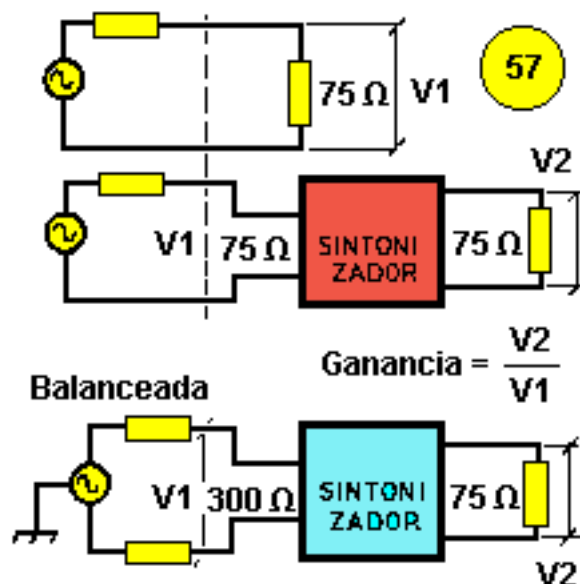 75 Ω V1
57
V2
V1 75 Ω SINTONI ZADOR 75 Ω
Ganancia = V2
V1
Balanceada
V1 300 Ω SINTONI ZADOR 75 Ω
V2